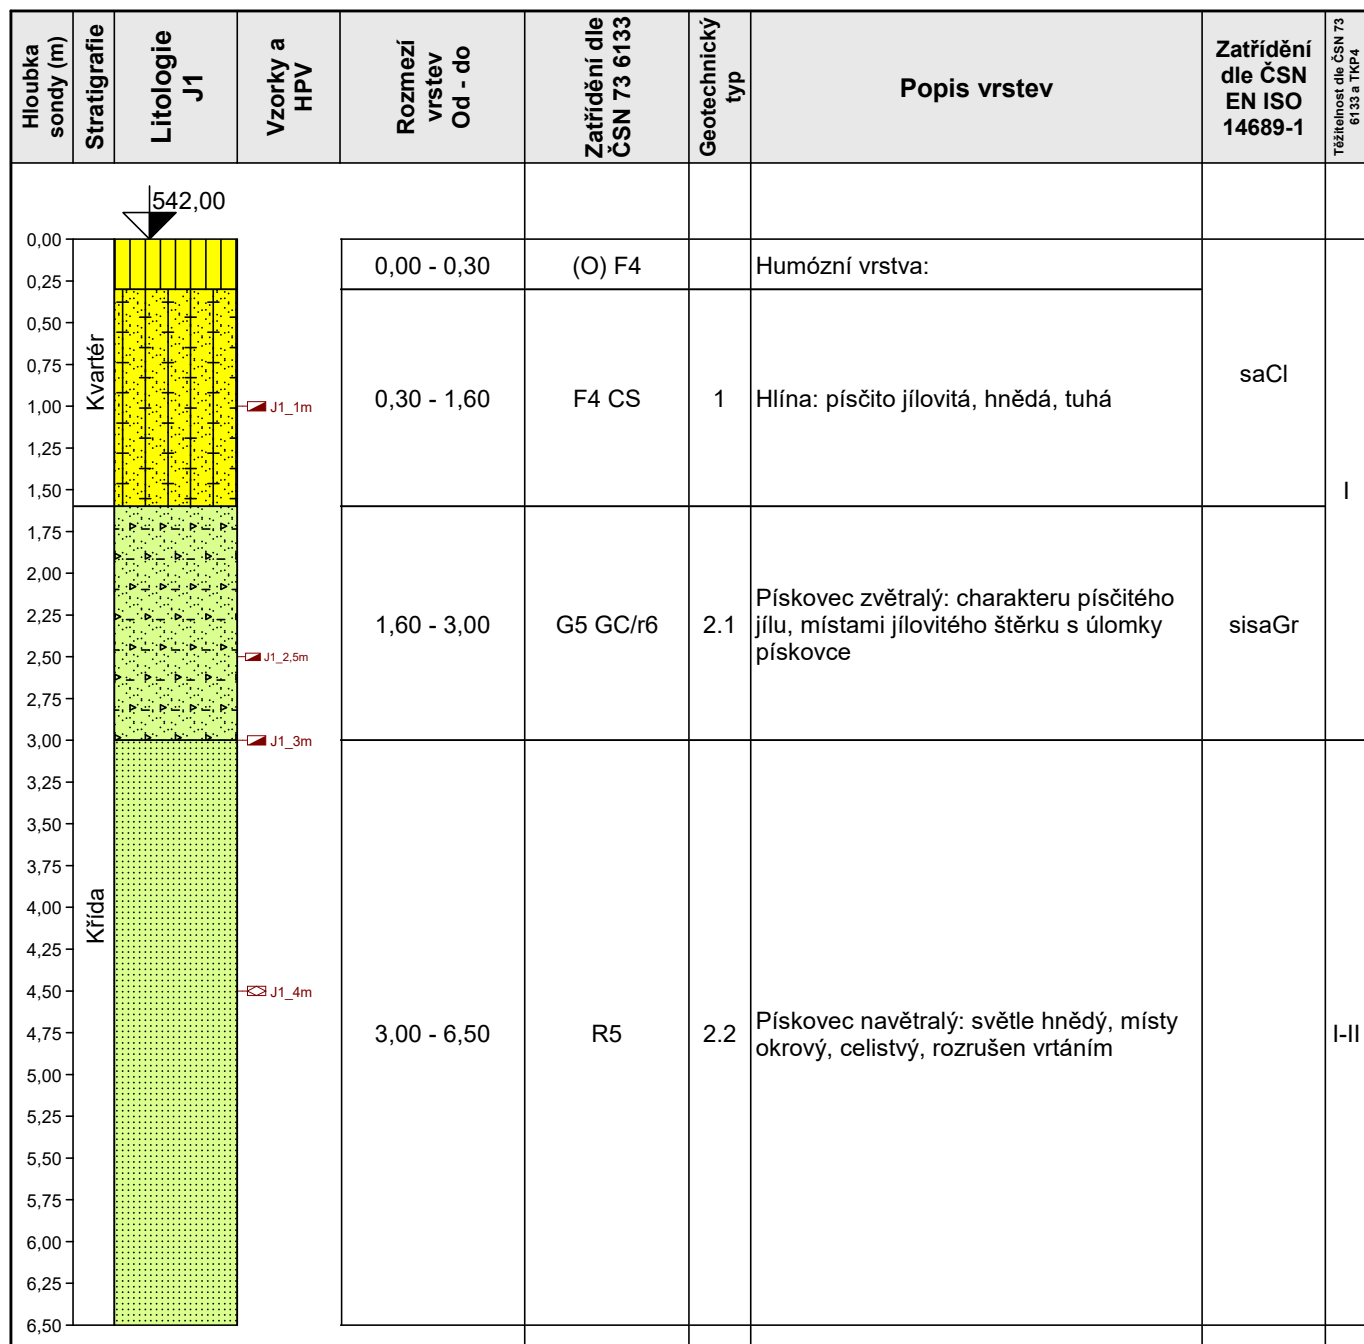 Hloubka
sondy (m)
Stratigrafie
Litologie
J1
Vzorky a
HPV
Rozmezí
vrstev
Od - do
Zatřídění dle
ČSN 73 6133
Geotechnický
typ
Popis vrstev
Zatřídění
dle ČSN
EN ISO
14689-1
Těžitelnost dle ČSN 73
6133 a TKP4
542,00
0,00
0,25
0,50
0,75
1,00
1,25
1,50
1,75
2,00
2,25
2,50
2,75
3,00
3,25
3,50
3,75
4,00
4,25
4,50
4,75
5,00
5,25
5,50
5,75
6,00
6,25
6,50
Kvartér
Křída
J1_1m
J1_2,5m
J1_3m
J1_4m
0,00 - 0,30
(O) F4
Humózní vrstva:
0,30 - 1,60
F4 CS
1
Hlína: písčito jílovitá, hnědá, tuhá
saCl
I
1,60 - 3,00
G5 GC/r6
2.1
Pískovec zvětralý: charakteru písčitého
jílu, místami jílovitého štěrku s úlomky
pískovce
sisaGr
3,00 - 6,50
R5
2.2
Pískovec navětralý: světle hnědý, místy
okrový, celistvý, rozrušen vrtáním
I-II